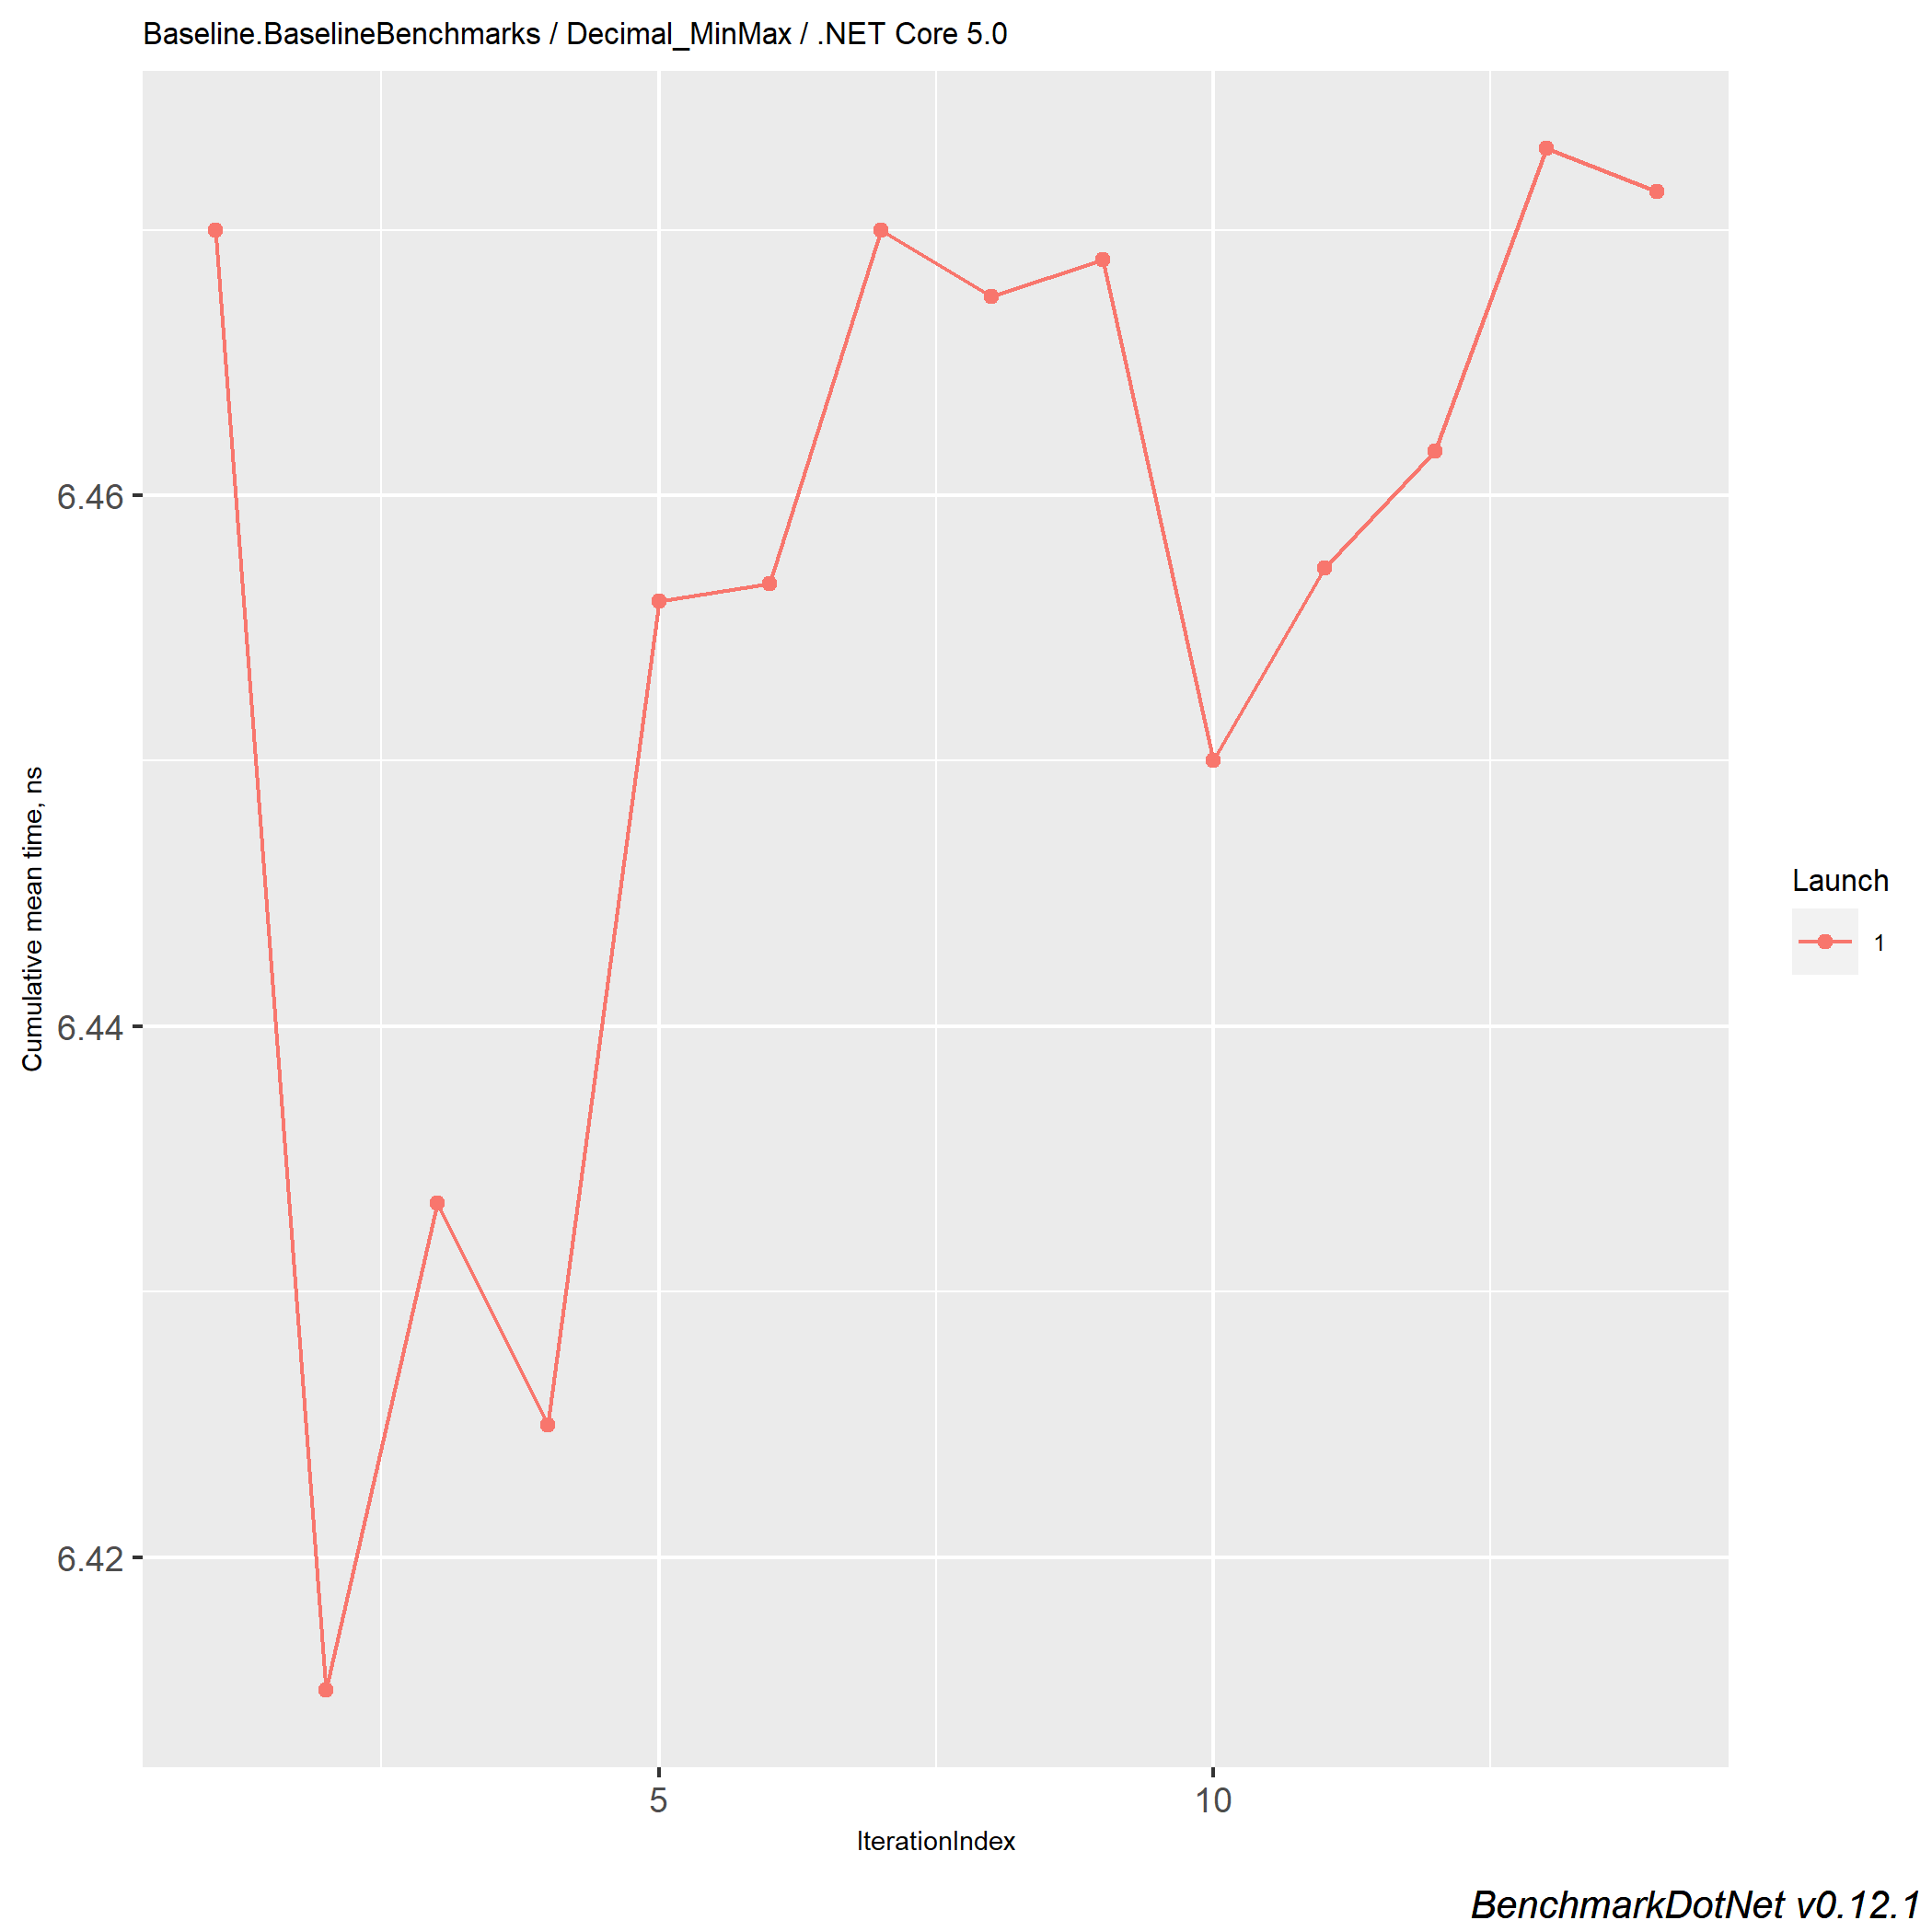 Baseline.BaselineBenchmarks / Decimal_MinMax / .NET Core 5.0
Cumulative mean time, ns
6.46
6.44
6.42
5
10
IterationIndex
Launch
1
BenchmarkDotNet v0.12.1